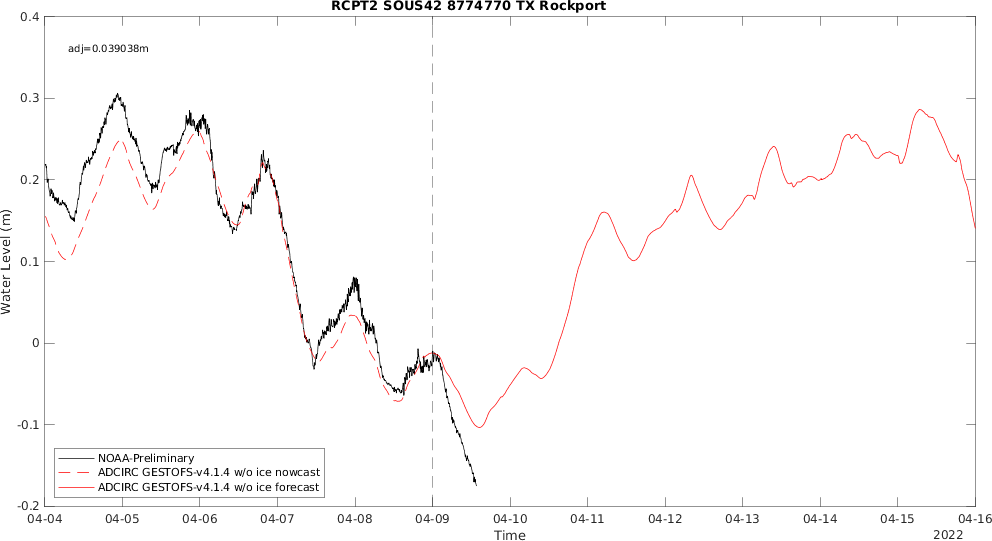 RCPT2 SOUS42 8774770 TX Rockport
adj=0.039038m
0.4
0.3
0.2
0.1
0
-0.1
-0.2
Water Level (m)
NOAA-Preliminary
ADCIRC GESTOFS-v4.1.4 w/o ice nowcast
ADCIRC GESTOFS-v4.1.4 w/o ice forecast
04-04 04-05 04-06 04-07 04-08 04-09 04-10 04-11 04-12 04-13 04-14 04-15 04-16
Time
2022